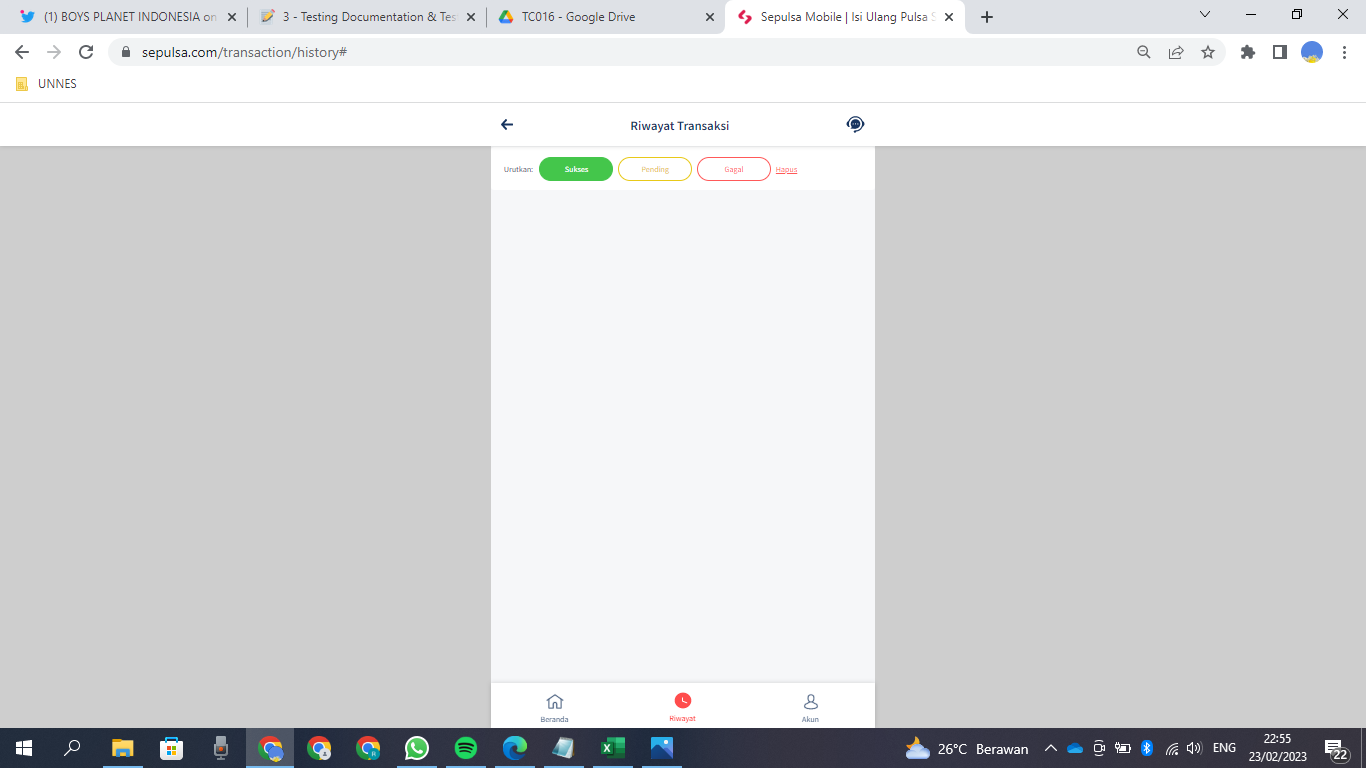 (1) BOYS PLANET INDONESIA on
3 - Testing Documentation & Tes
TC016 - Google Drive
Sepulsa Mobile | Isi Ulang Pulsa S
sepulsa.com/transaction/history#
UNNES
Riwayat Transaksi
Urutkan: Sukses Pending Gagal Hapus
Beranda Riwayat Akun
26°C Berawan
ENG
22:55
23/02/2023
22